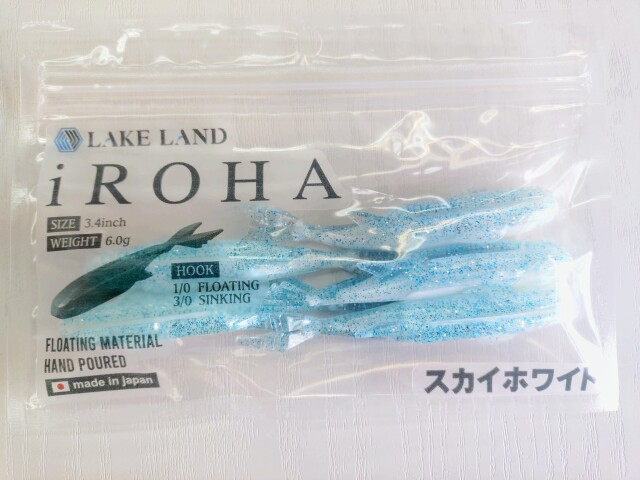 LAKE LAND
iROHA
SIZE 3.4inch
WEIGHT 6.0g
HOOK
1/0 FLOATING
3/0 SINKING
FLOATING MATERIAL
HAND POURED
made in japan
スカイホワイト